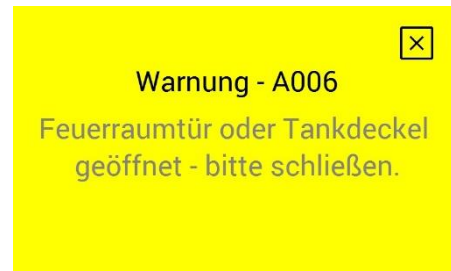 Warnung - A006
Feuerraumtür oder Tankdeckel
geöffnet - bitte schließen.